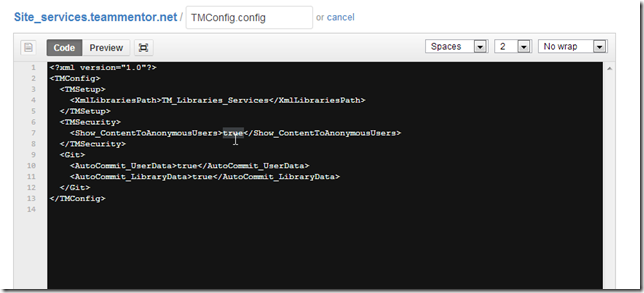 Site_services.teammentor.net / TMConfig.config or cancel
Code Preview Spaces 2 No wrap
1 <?xml version="1.0"?>
2 <TMConfig>
3 <TMSetup>
4 <XmlLibrariesPath>TM_Libraries_Services</XmlLibrariesPath>
5 </TMSetup>
6 <TMSecurity>
7 <Show_ContentToAnonymousUsers>true</Show_ContentToAnonymousUsers>
8 </TMSecurity>
9 <Git>
10 <AutoCommit_UserData>true</AutoCommit_UserData>
11 <AutoCommit_LibraryData>true</AutoCommit_LibraryData>
12 </Git>
13 </TMConfig>
14